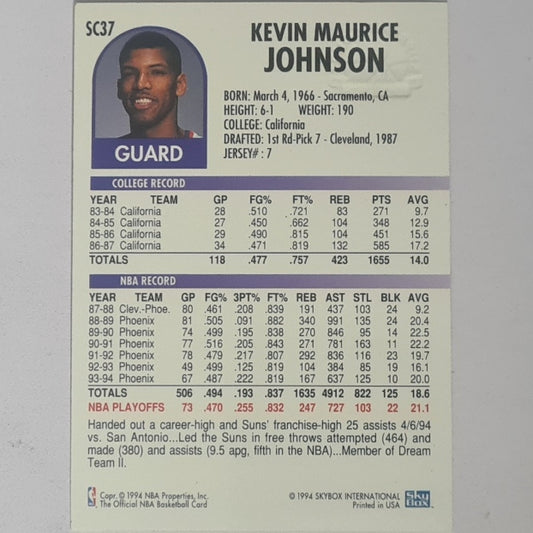 SC37
KEVIN MAURICE
JOHNSON
BORN: March 4, 1966 - Sacramento, CA
HEIGHT: 6-1 WEIGHT: 190
COLLEGE: California
DRAFTED: 1st Rd-Pick 7 - Cleveland, 1987
JERSEY# : 7
GUARD
COLLEGE RECORD
YEAR TEAM GP FG% FT% REB PTS AVG
83-84 California 28 .510 .721 83 271 9.7
84-85 California 27 .450 .662 104 348 12.9
85-86 California 29 .490 .815 104 451 15.6
86-87 California 34 .471 .819 132 585 17.2
TOTALS 118 .477 .757 423 1655 14.0
NBA RECORD
YEAR TEAM GP FG% 3PT% FT% REB AST STL BLK AVG
87-88 Clev.-Phoe. 80 .461 .208 .839 191 437 103 24 9.2
88-89 Phoenix 81 .505 .091 .882 340 991 135 24 20.4
89-90 Phoenix 74 .499 .195 .838 270 846 95 14 22.5
90-91 Phoenix 77 .516 .205 .843 271 781 163 11 22.2
91-92 Phoenix 78 .479 .217 .807 292 836 116 23 19.7
92-93 Phoenix 49 .499 .125 .819 104 384 85 19 16.1
93-94 Phoenix 67 .487 .222 .819 167 637 125 10 20.0
TOTALS 506 .494 .193 .837 1635 4912 822 125 18.6
NBA PLAYOFFS 73 .470 .255 .832 247 727 103 22 21.1
Handed out a career-high and Suns' franchise-high 25 assists 4/6/94
vs. San Antonio...Led the Suns in free throws attempted (464) and
made (380) and assists (9.5 apg, fifth in the NBA)...Member of Dream
Team II.
Copr. © 1994 NBA Properties, Inc.
The Official NBA Basketball Card
© 1994 SKYBOX INTERNATIONAL
Printed in USA
SkyBox